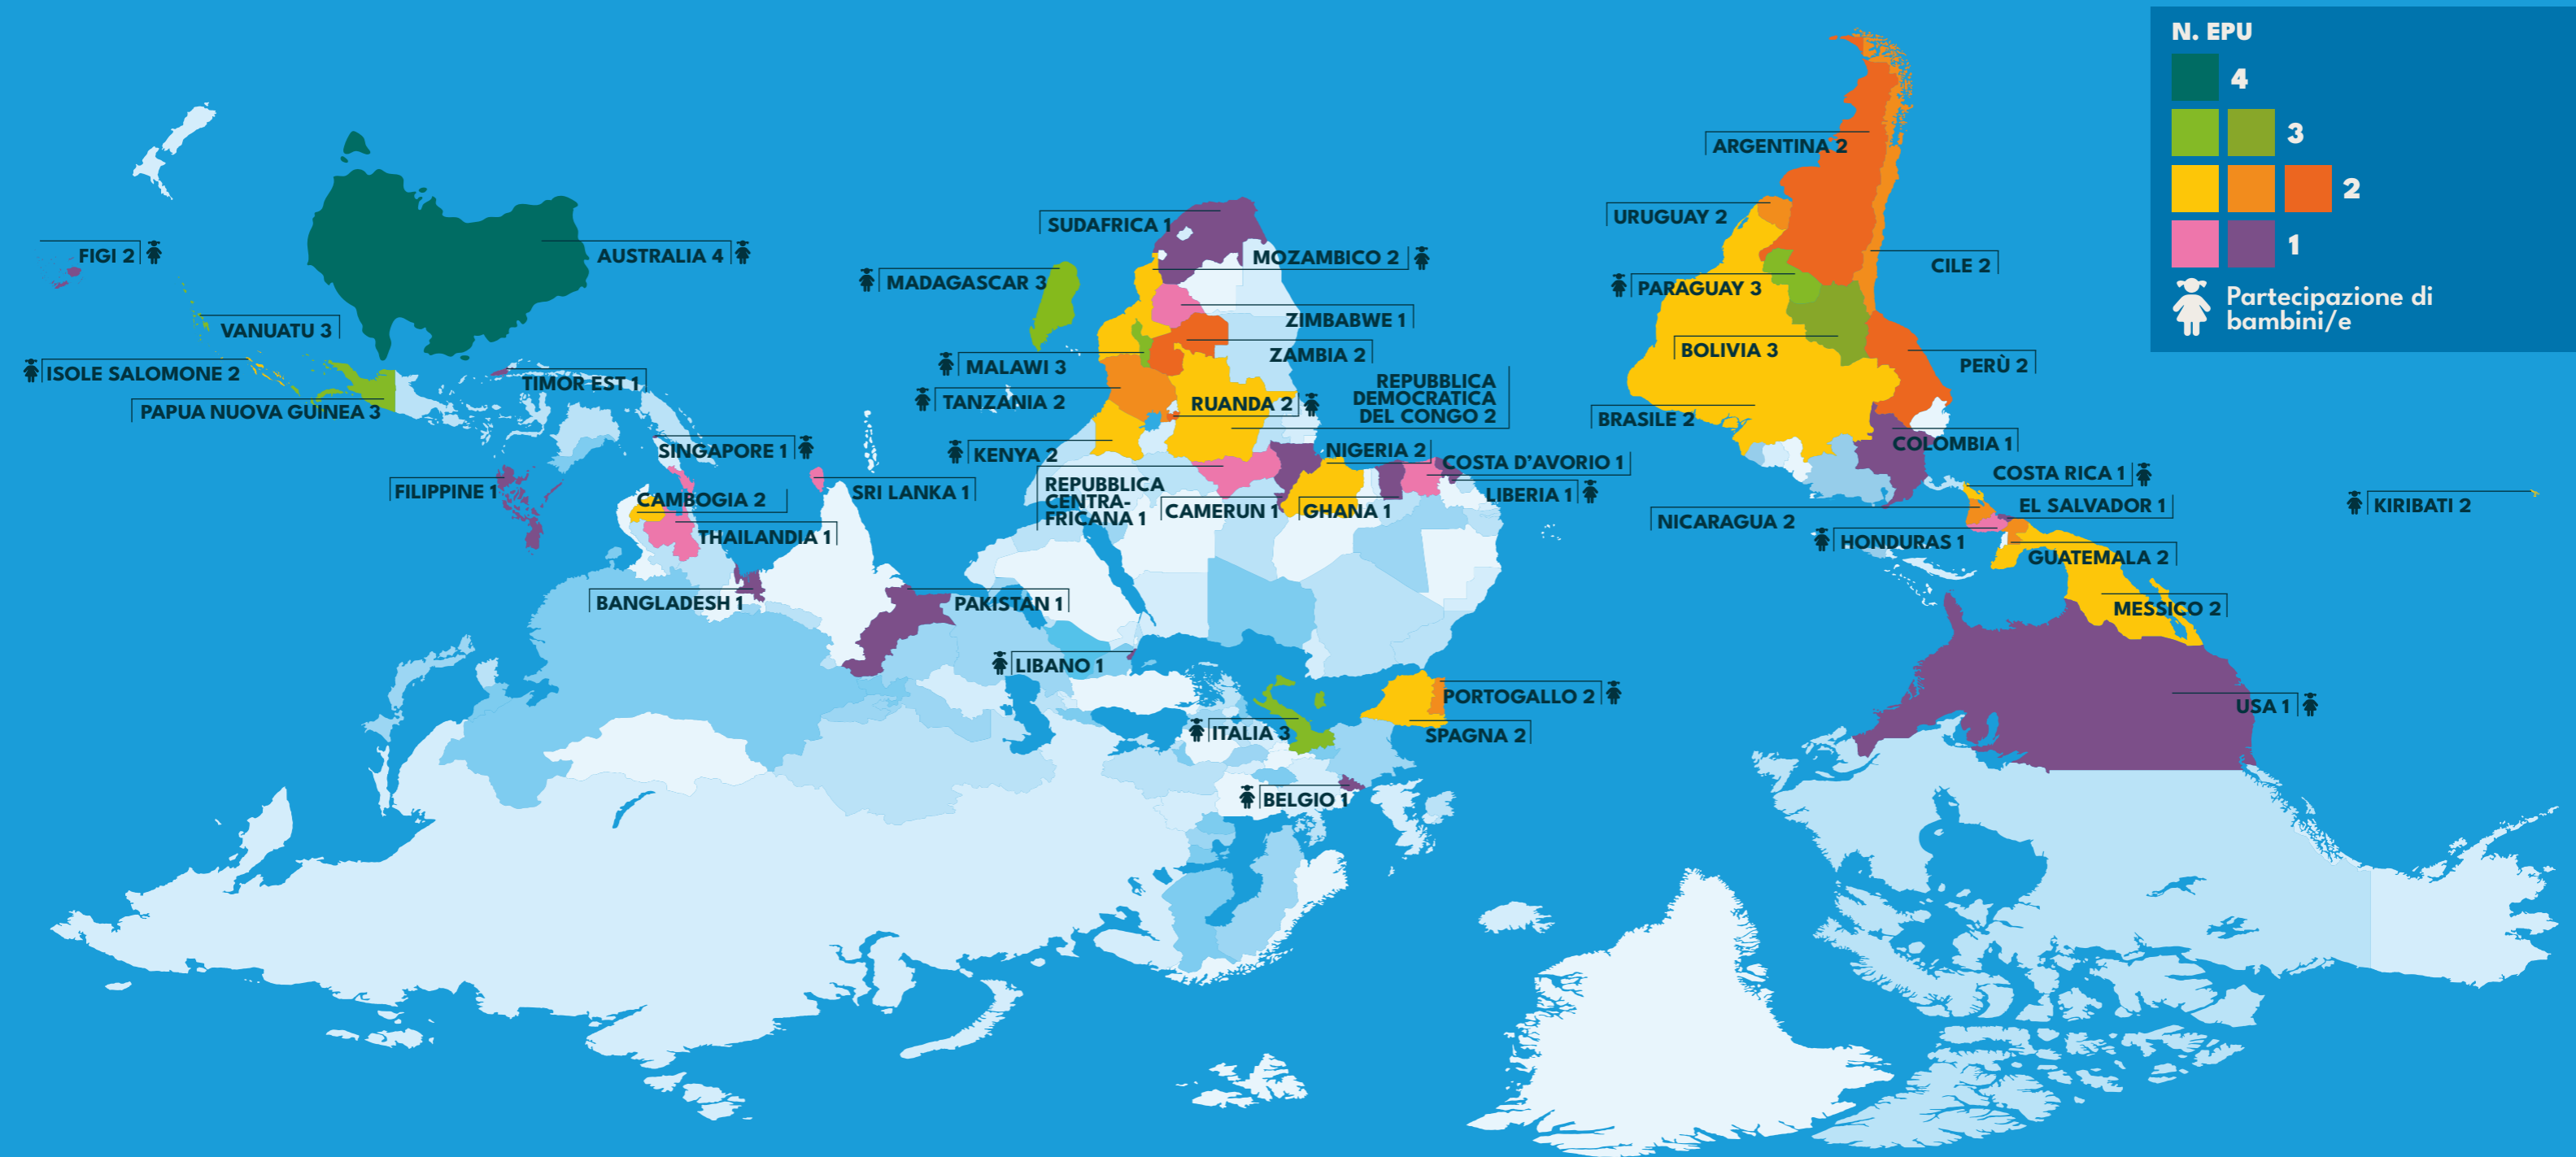 N. EPU
4
3
2
1
Partecipazione di
bambini/e
FIGI 2
AUSTRALIA 4
VANUATU 3
ISOLE SALOMONE 2
PAPUA NUOVA GUINEA 3
TIMOR EST 1
SINGAPORE 1
FILIPPINE 1
CAMBOGIA 2
THAILANDIA 1
SRI LANKA 1
BANGLADESH 1
PAKISTAN 1
LIBANO 1
SUDAFRICA 1
MOZAMBICO 2
MADAGASCAR 3
ZIMBABWE 1
ZAMBIA 2
MALAWI 3
TANZANIA 2
RUANDA 2
REPUBBLICA
DEMOCRATICA
DEL CONGO 2
KENYA 2
NIGERIA 2
COSTA D'AVORIO 1
LIBERIA 1
REPUBBLICA
CENTRA-
FRICANA 1
CAMERUN 1
GHANA 1
ITALIA 3
PORTOGALLO 2
SPAGNA 2
BELGIO 1
ARGENTINA 2
URUGUAY 2
CILE 2
PARAGUAY 3
BOLIVIA 3
PERÙ 2
BRASILE 2
COLOMBIA 1
COSTA RICA 1
EL SALVADOR 1
NICARAGUA 2
HONDURAS 1
GUATEMALA 2
MESSICO 2
KIRIBATI 2
USA 1